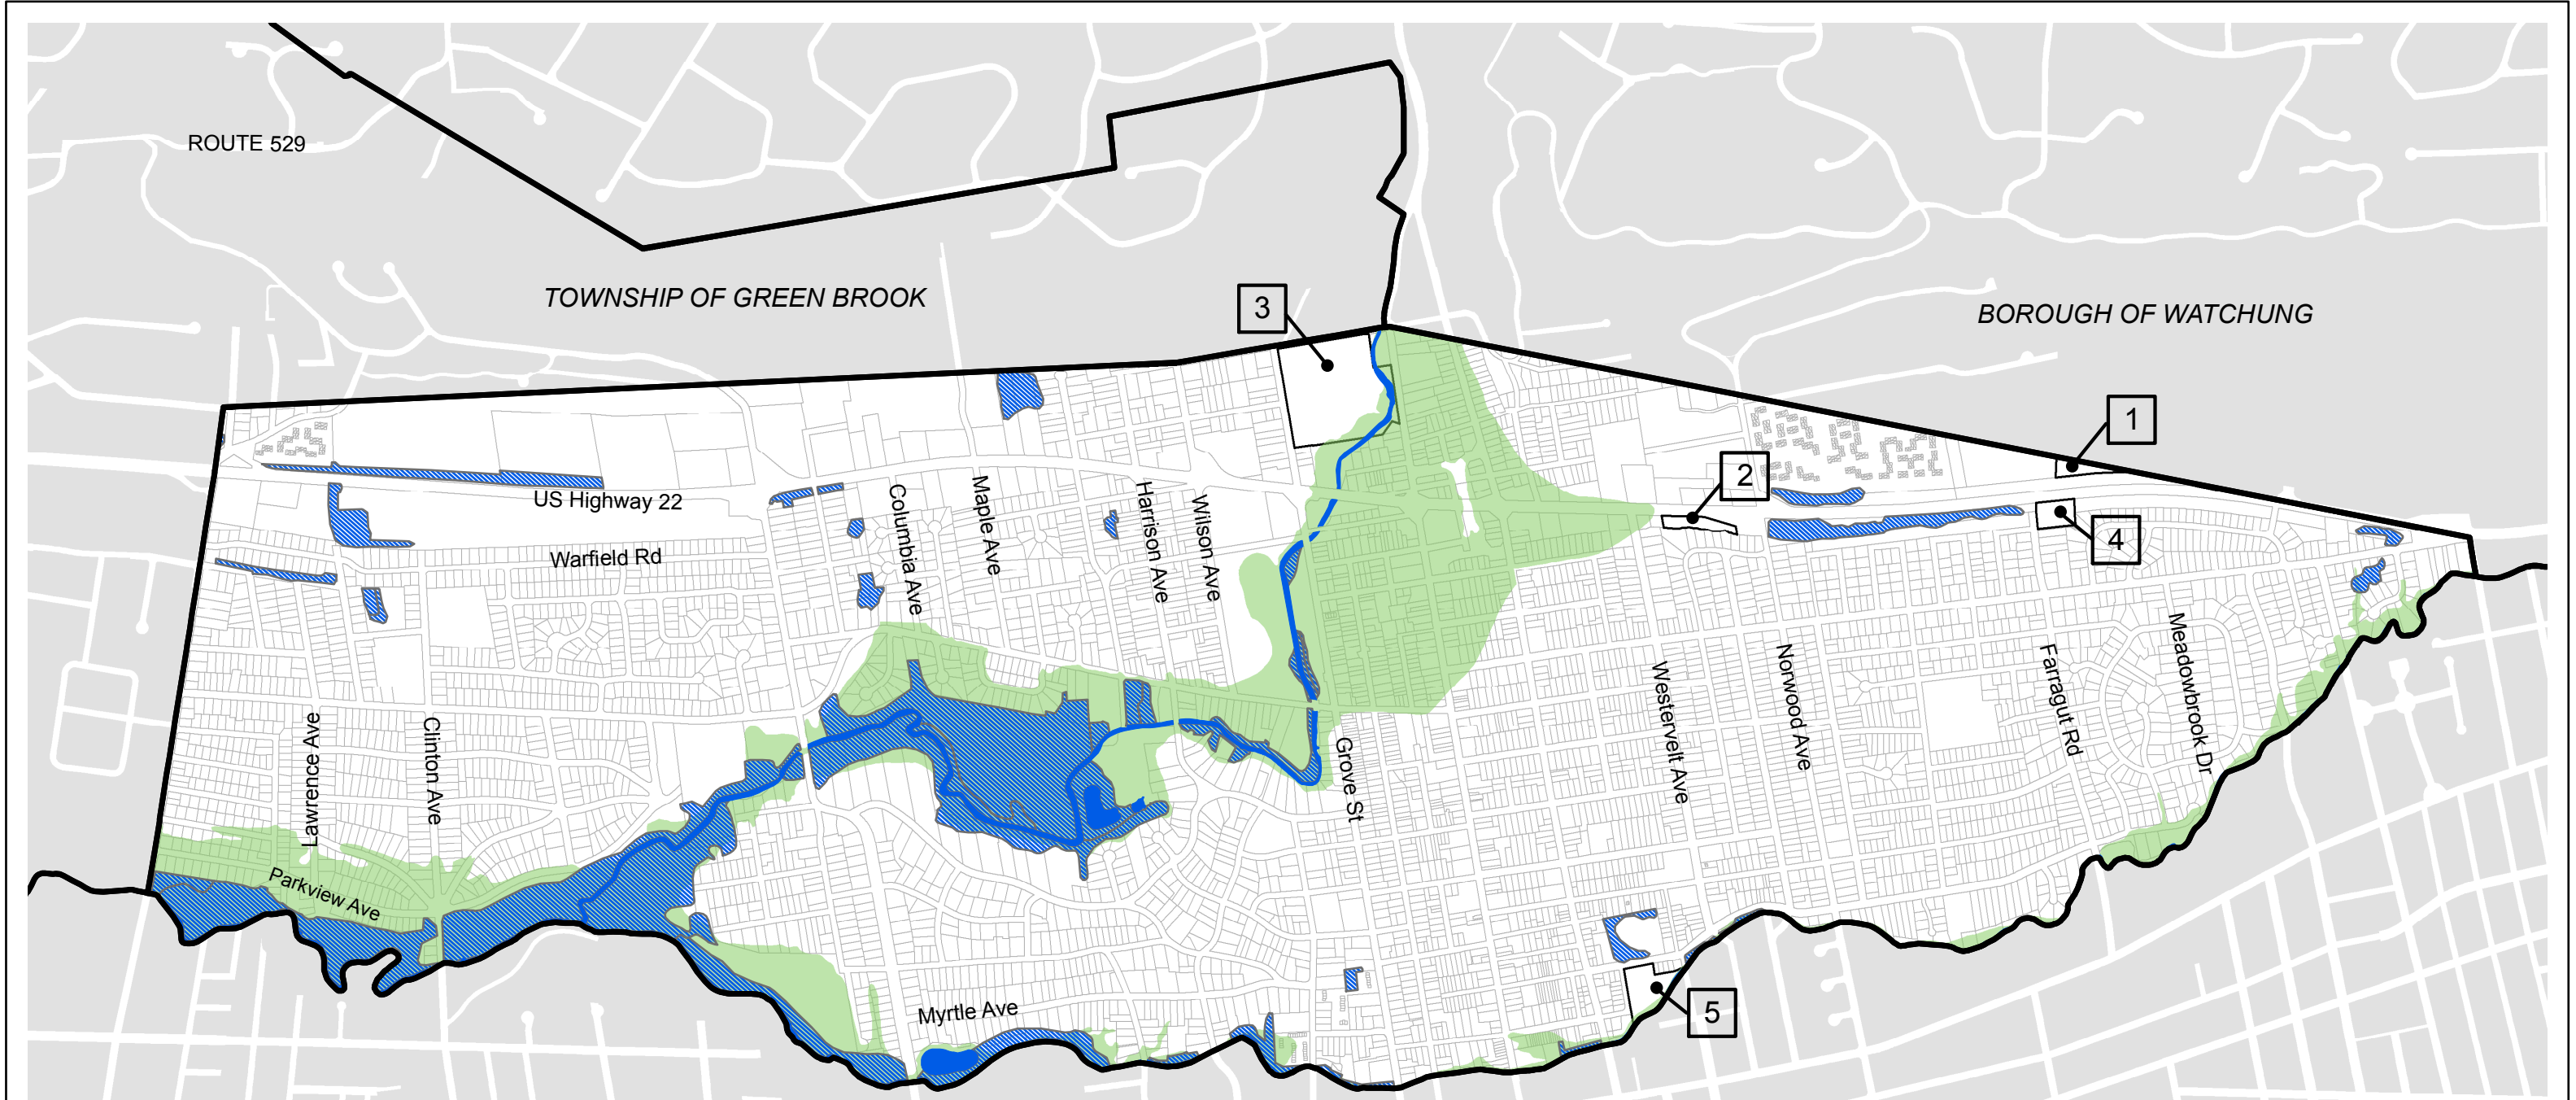 ROUTE 529
TOWNSHIP OF GREEN BROOK
3
BOROUGH OF WATCHUNG
1
2
4
US Highway 22
Warfield Rd
Columbia Ave
Maple Ave
Harrison Ave
Wilson Ave
Lawrence Ave
Clinton Ave
Parkview Ave
Grove St
Westervelt Ave
Norwood Ave
Farragut Rd
Meadowbrook Dr
Myrtle Ave
5